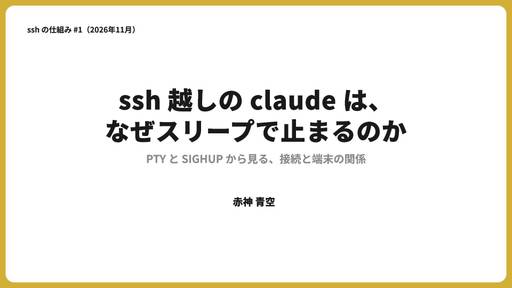 ssh の仕組み #1（2026年11月）
ssh 越しの claude は、
なぜスリープで止まるのか
PTY と SIGHUP から見る、接続と端末の関係
赤神 青空